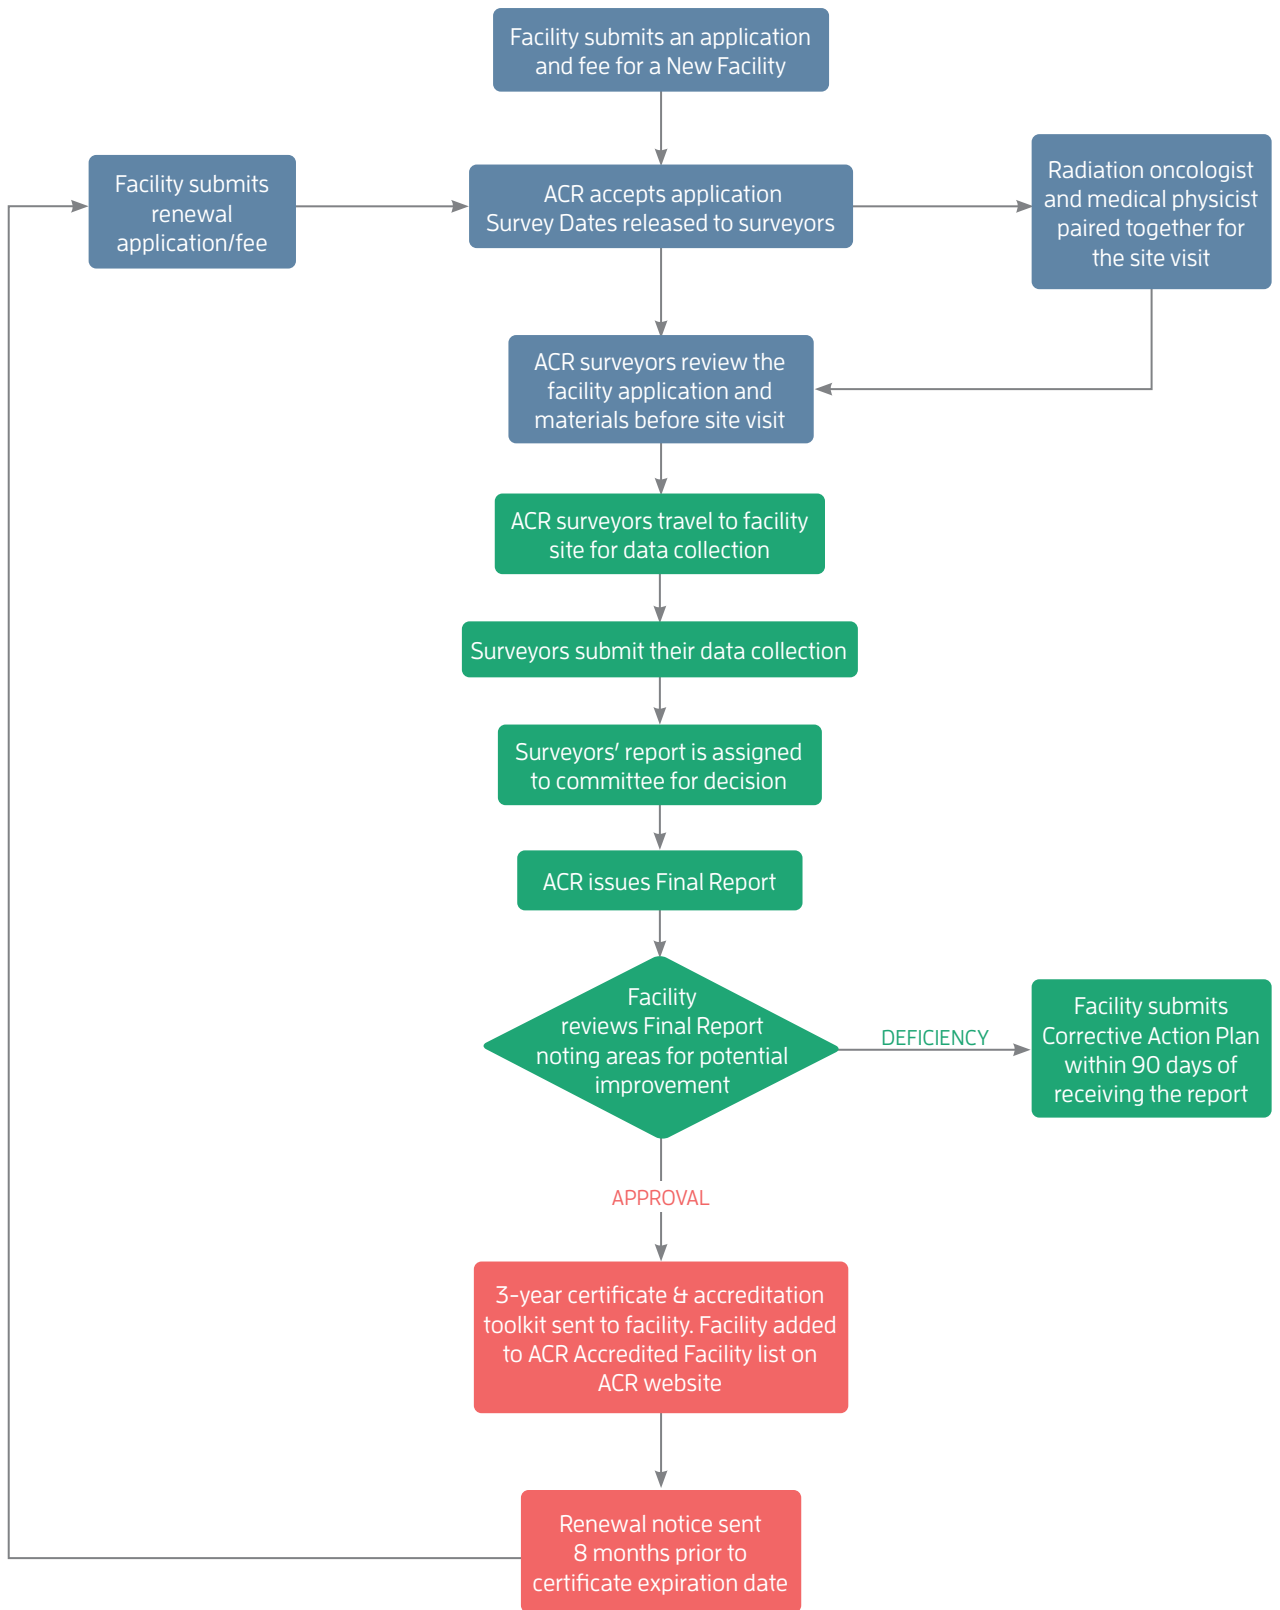 Facility submits an application
and fee for a New Facility
Facility submits
renewal
application/fee
ACR accepts application
Survey Dates released to surveyors
Radiation oncologist
and medical physicist
paired together for
the site visit
ACR surveyors review the
facility application and
materials before site visit
ACR surveyors travel to facility
site for data collection
Surveyors submit their data collection
Surveyors' report is assigned
to committee for decision
ACR issues Final Report
Facility
reviews Final Report
noting areas for potential
improvement
DEFICIENCY
Facility submits
Corrective Action Plan
within 90 days of
receiving the report
APPROVAL
3-year certificate & accreditation
toolkit sent to facility. Facility added
to ACR Accredited Facility list on
ACR website
Renewal notice sent
8 months prior to
certificate expiration date